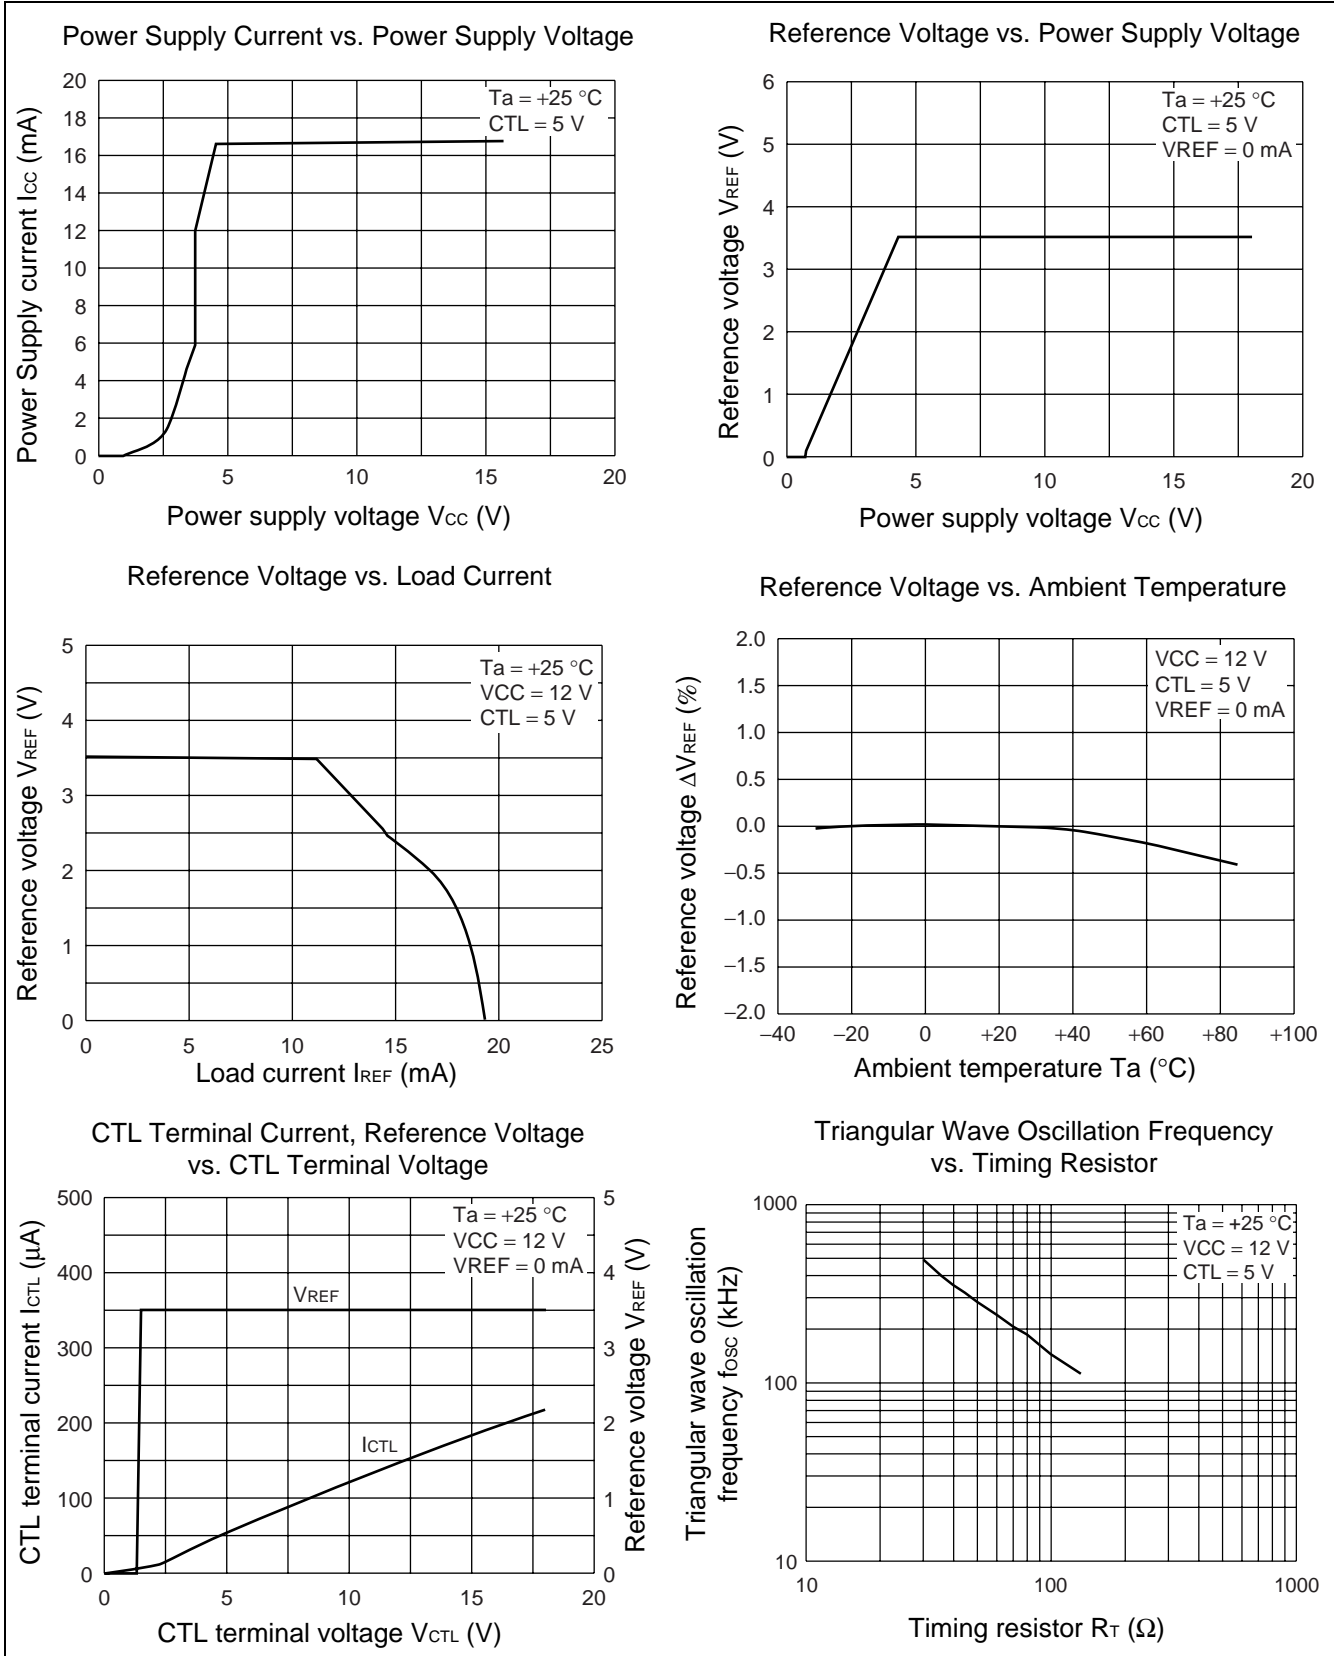 Power Supply Current vs. Power Supply Voltage
Power Supply current ICC (mA)
20
18
16
14
12
10
8
6
4
2
0
Ta = +25 °C
CTL = 5 V
0 5 10 15 20
Power supply voltage VCC (V)
Reference Voltage vs. Power Supply Voltage
Reference voltage VREF (V)
6
5
4
3
2
1
0
Ta = +25 °C
CTL = 5 V
VREF = 0 mA
0 5 10 15 20
Power supply voltage VCC (V)
Reference Voltage vs. Load Current
Reference voltage VREF (V)
5
4
3
2
1
0
Ta = +25 °C
VCC = 12 V
CTL = 5 V
0 5 10 15 20 25
Load current IREF (mA)
Reference Voltage vs. Ambient Temperature
Reference voltage ΔVREF (%)
2.0
1.5
1.0
0.5
0.0
−0.5
−1.0
−1.5
−2.0
VCC = 12 V
CTL = 5 V
VREF = 0 mA
−40 −20 0 +20 +40 +60 +80 +100
Ambient temperature Ta (°C)
CTL Terminal Current, Reference Voltage
vs. CTL Terminal Voltage
CTL terminal current ICTL (μA)
500
400
300
200
100
0
Ta = +25 °C
VCC = 12 V
VREF = 0 mA
VREF
ICTL
5
4
3
2
1
0
Reference voltage VREF (V)
0 5 10 15 20
CTL terminal voltage VCTL (V)
Triangular Wave Oscillation Frequency
vs. Timing Resistor
Triangular wave oscillation
frequency fOSC (kHz)
1000
100
10
Ta = +25 °C
VCC = 12 V
CTL = 5 V
10 100 1000
Timing resistor RT (Ω)